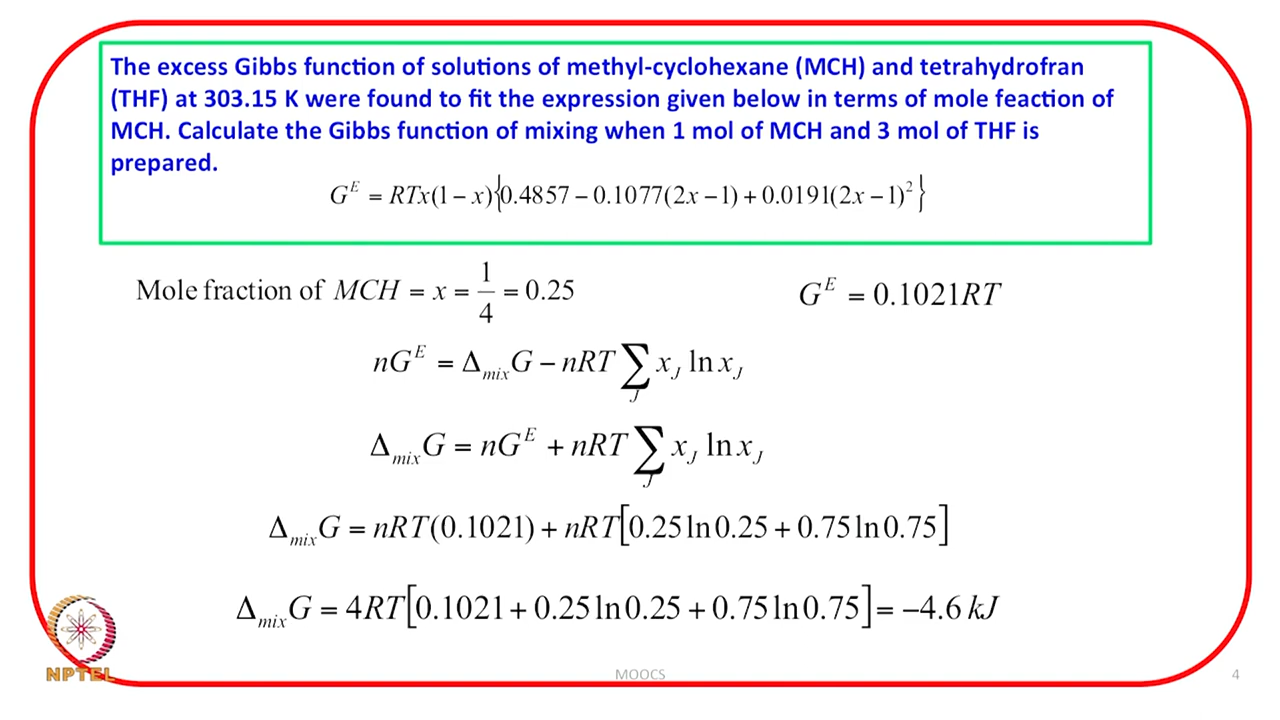 The excess Gibbs function of solutions of methyl-cyclohexane (MCH) and tetrahydrofran
(THF) at 303.15 K were found to fit the expression given below in terms of mole feaction of
MCH. Calculate the Gibbs function of mixing when 1 mol of MCH and 3 mol of THF is
prepared.
G^E = RTx(1 − x){0.4857 − 0.1077(2x − 1) + 0.0191(2x − 1)^2}
Mole fraction of MCH = x = 1/4 = 0.25
G^E = 0.1021RT
nG^E = Δ_mix G − nRT ∑_J x_J ln x_J
Δ_mix G = nG^E + nRT ∑_J x_J ln x_J
Δ_mix G = nRT(0.1021) + nRT[0.25 ln 0.25 + 0.75 ln 0.75]
Δ_mix G = 4RT[0.1021 + 0.25 ln 0.25 + 0.75 ln 0.75] = −4.6 kJ
NPTEL
MOOCS
4